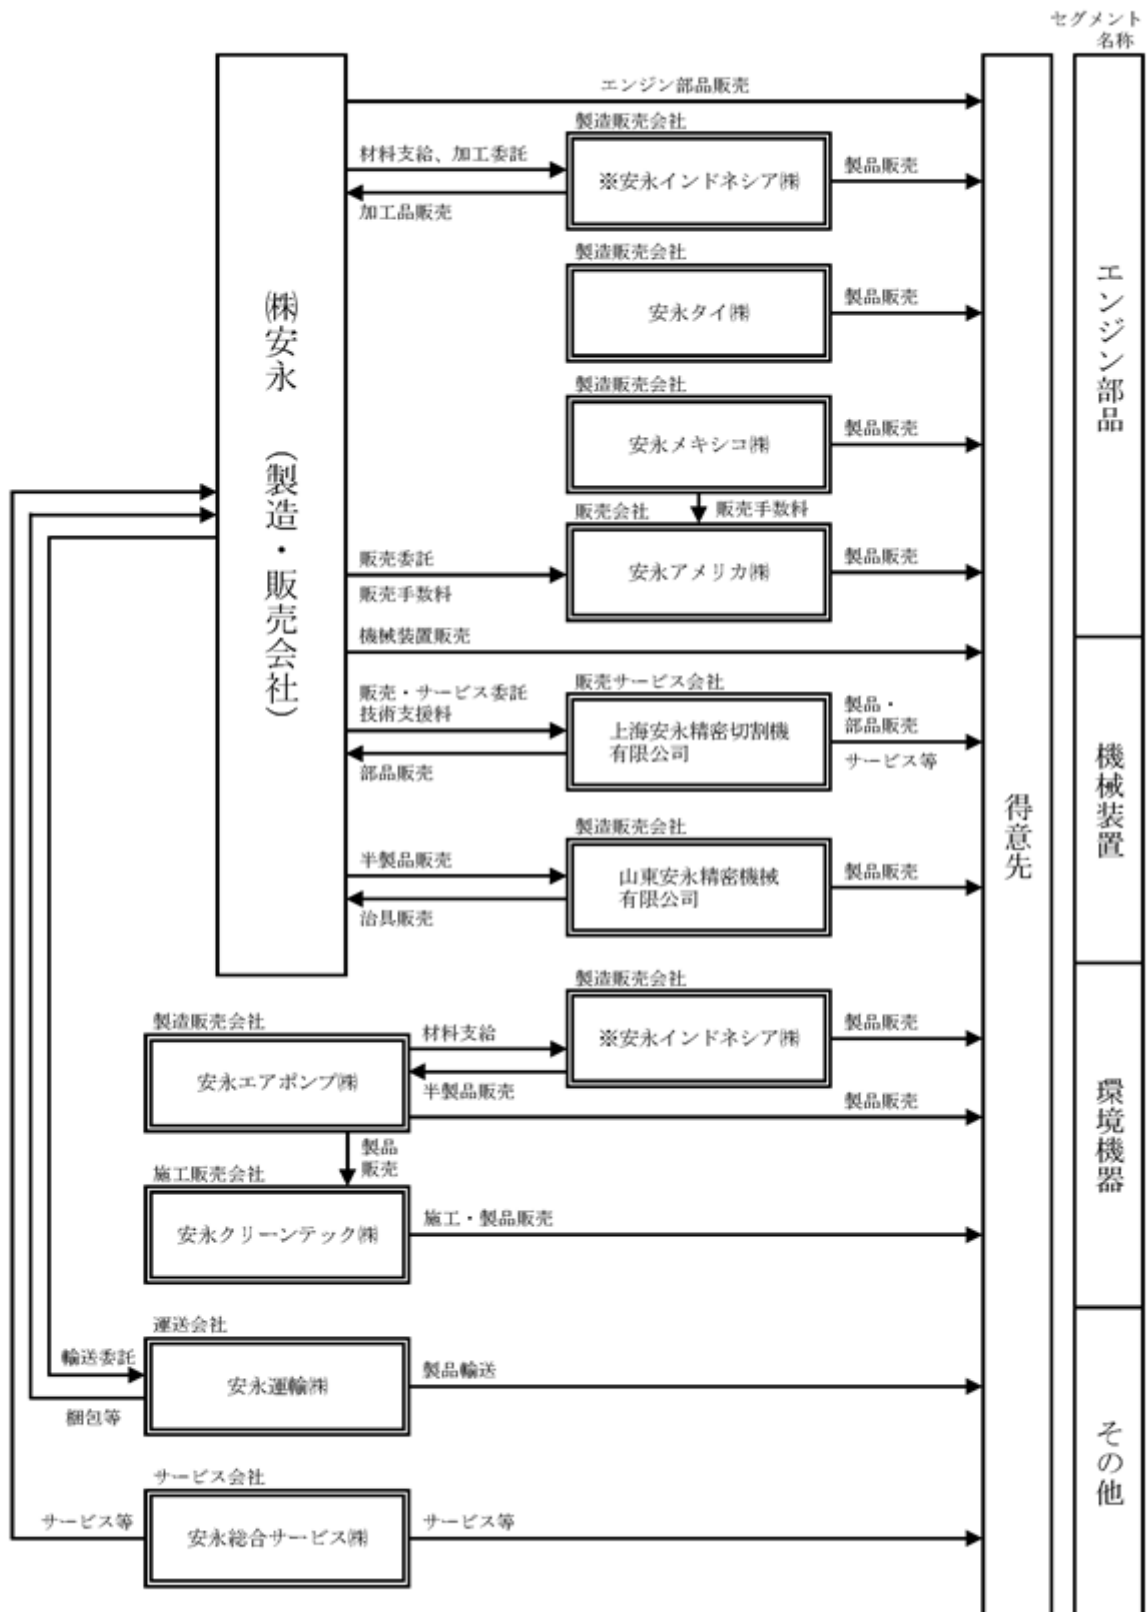 セグメント
名称
エンジン部品販売
製造販売会社
材料支給、加工委託
※安永インドネシア㈱
製品販売
加工品販売
製造販売会社
安永タイ㈱
製品販売
㈱安永 (製造・販売会社)
エンジン部品
製造販売会社
安永メキシコ㈱
製品販売
販売会社
販売手数料
販売委託
安永アメリカ㈱
製品販売
販売手数料
機械装置販売
販売サービス会社
販売・サービス委託
技術支援料
上海安永精密切割機
有限公司
製品・
部品販売
サービス等
部品販売
機械装置
得意先
製造販売会社
半製品販売
山東安永精密機械
有限公司
製品販売
治具販売
製造販売会社
製造販売会社
材料支給
※安永インドネシア㈱
製品販売
安永エアポンプ㈱
半製品販売
製品販売
環境機器
製品
販売
施工販売会社
安永クリーンテック㈱
施工・製品販売
運送会社
輸送委託
安永運輸㈱
製品輸送
梱包等
その他
サービス会社
サービス等
安永総合サービス㈱
サービス等